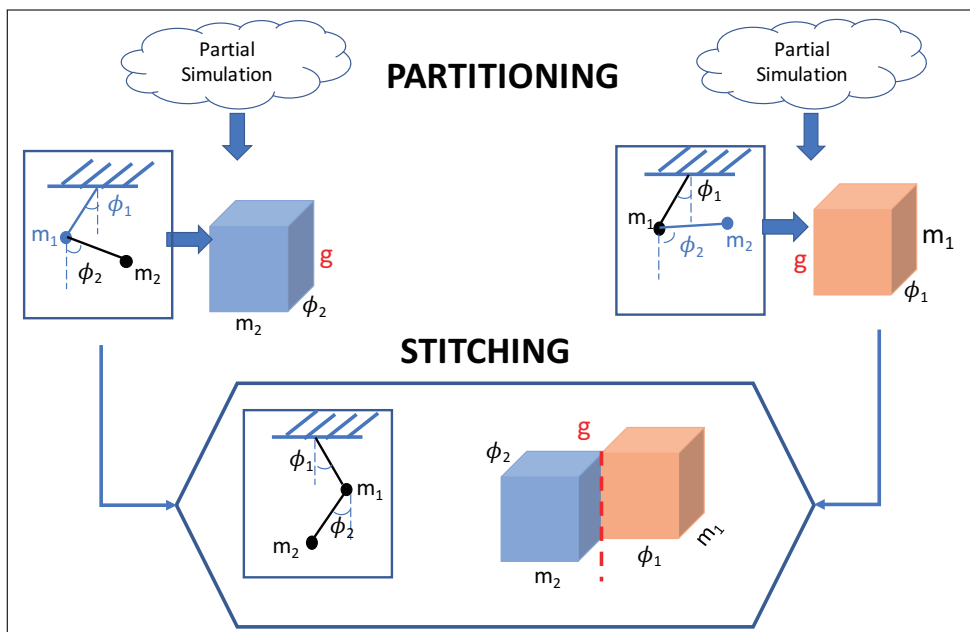 Partial
Simulation
PARTITIONING
Partial
Simulation
ϕ1
m1
ϕ2
m2
g
ϕ2
m2
ϕ1
m1
ϕ2
m2
g
m1
ϕ1
STITCHING
ϕ1
m1
ϕ2
m2
g
ϕ2
m2
ϕ1
m1